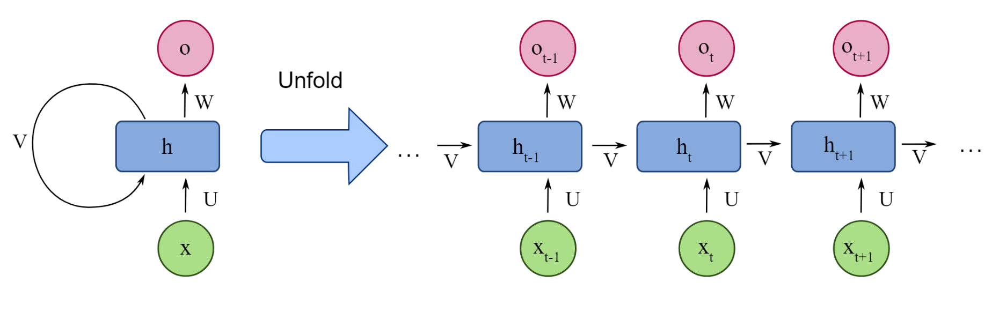 o
W
V
h
U
x
Unfold
...
V
o t-1
W
h t-1
U
x t-1
V
o t
W
h t
U
x t
V
o t+1
W
h t+1
U
x t+1
V
...